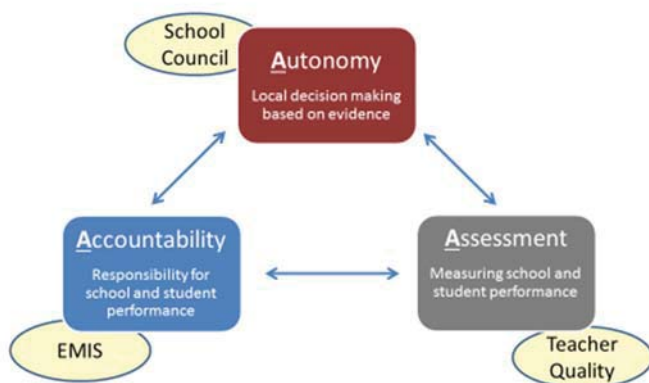 School
Council
Autonomy
Local decision making
based on evidence
Accountability
Responsibility for
school and student
performance
Assessment
Measuring school and
student performance
EMIS
Teacher
Quality